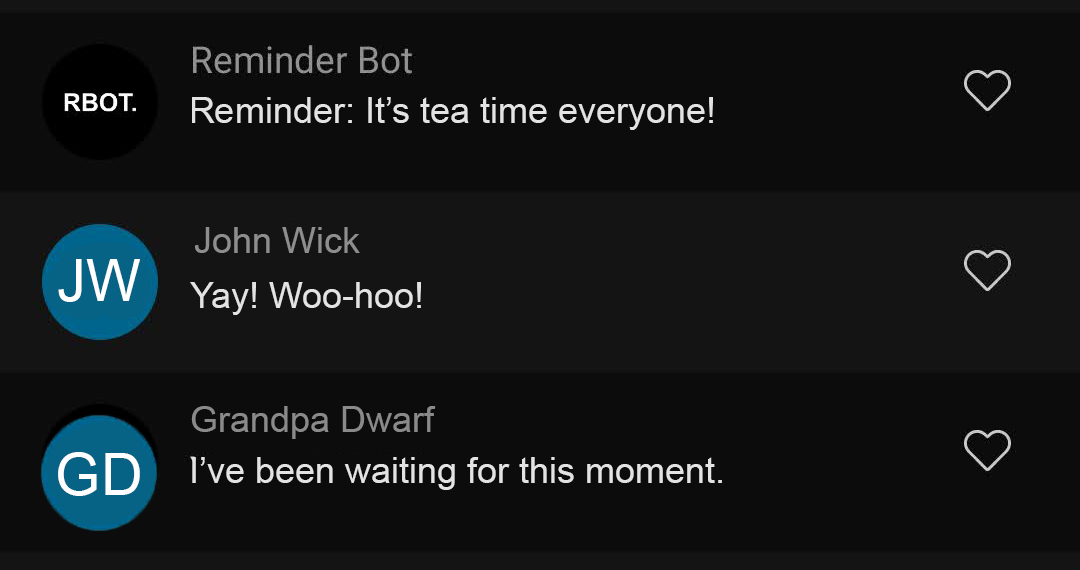 Reminder Bot
RBOT.
Reminder: It’s tea time everyone!
John Wick
JW
Yay! Woo-hoo!
Grandpa Dwarf
GD
I’ve been waiting for this moment.